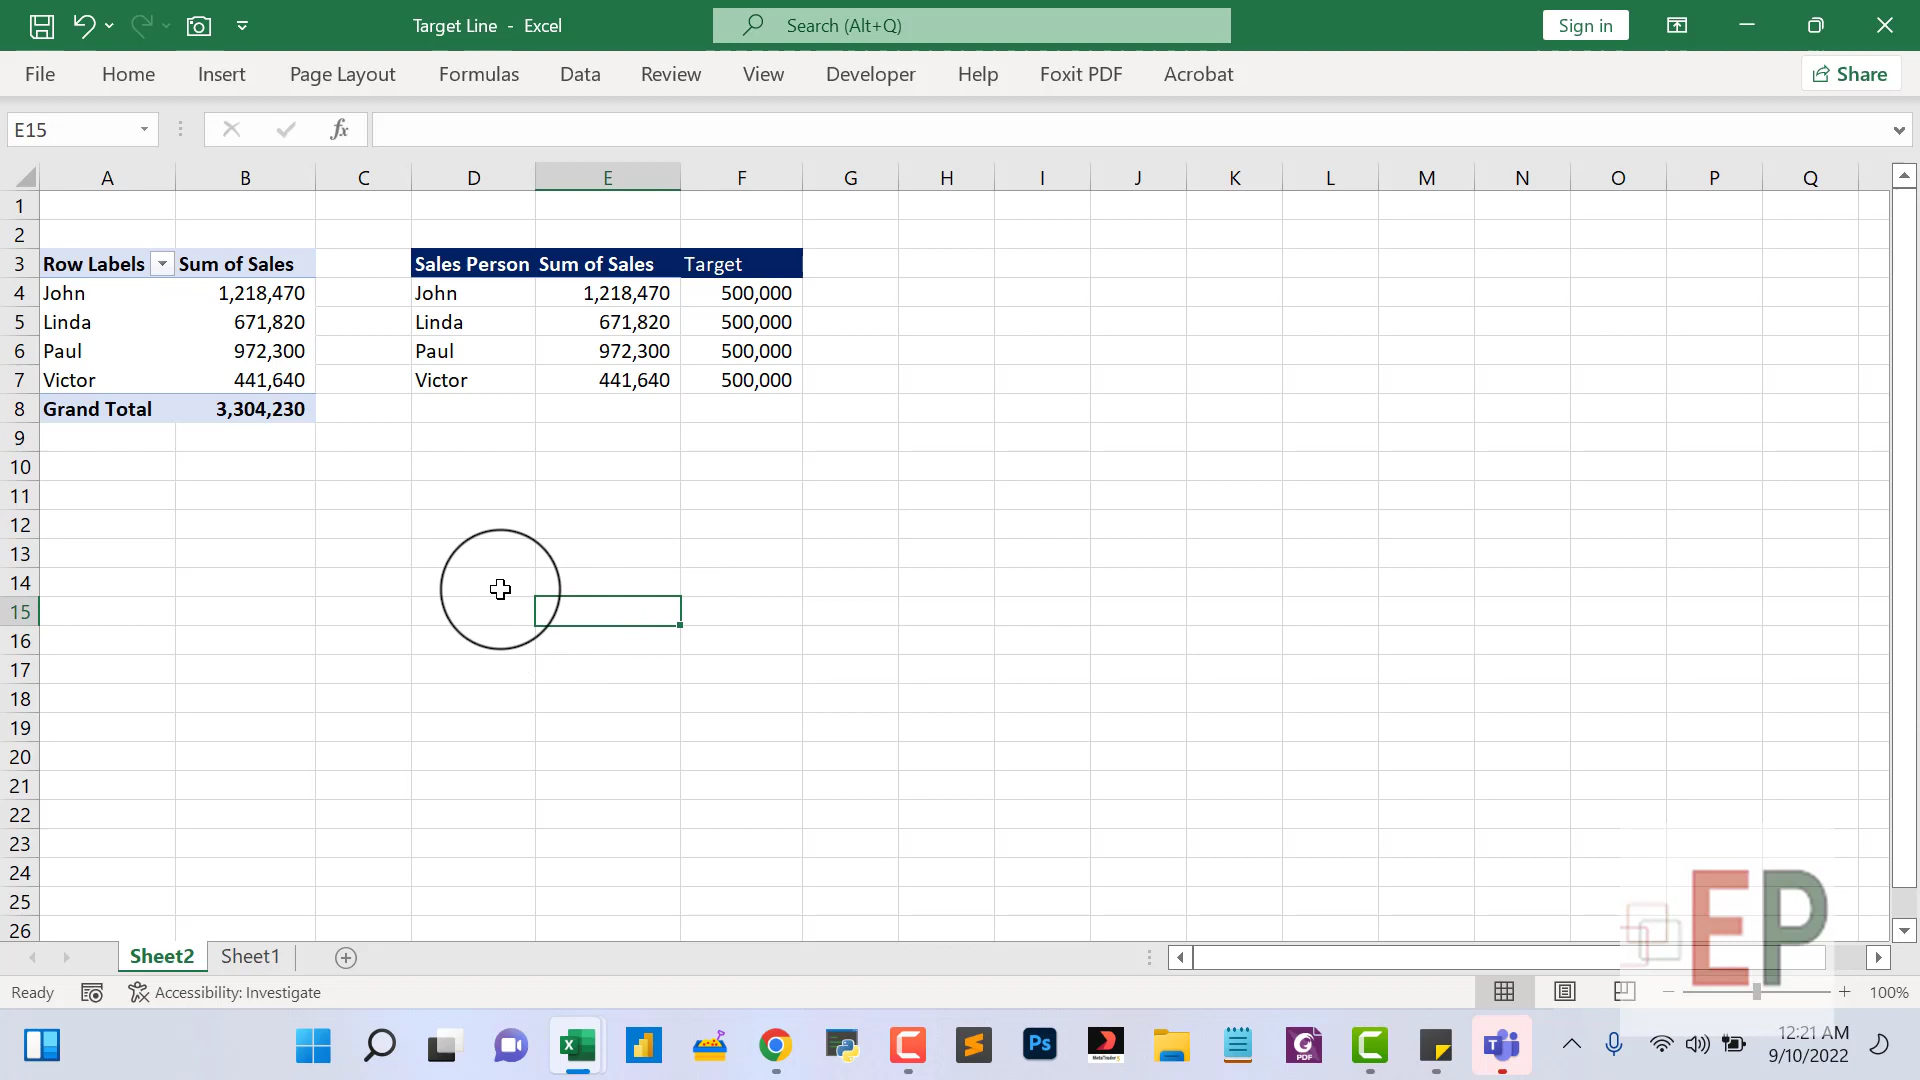 Target Line - Excel
Search (Alt+Q)
Sign in
File Home Insert Page Layout Formulas Data Review View Developer Help Foxit PDF Acrobat
Share
E15
fx
A B C D E F G H I J K L M N O P Q
1
2
3 Row Labels Sum of Sales Sales Person Sum of Sales Target
4 John 1,218,470 John 1,218,470 500,000
5 Linda 671,820 Linda 671,820 500,000
6 Paul 972,300 Paul 972,300 500,000
7 Victor 441,640 Victor 441,640 500,000
8 Grand Total 3,304,230
9
10
11
12
13
14
15
16
17
18
19
20
21
22
23
24
25
26
EP
Sheet2 Sheet1
Ready Accessibility: Investigate 100%
Ps
PDF
12:21 AM
9/10/2022